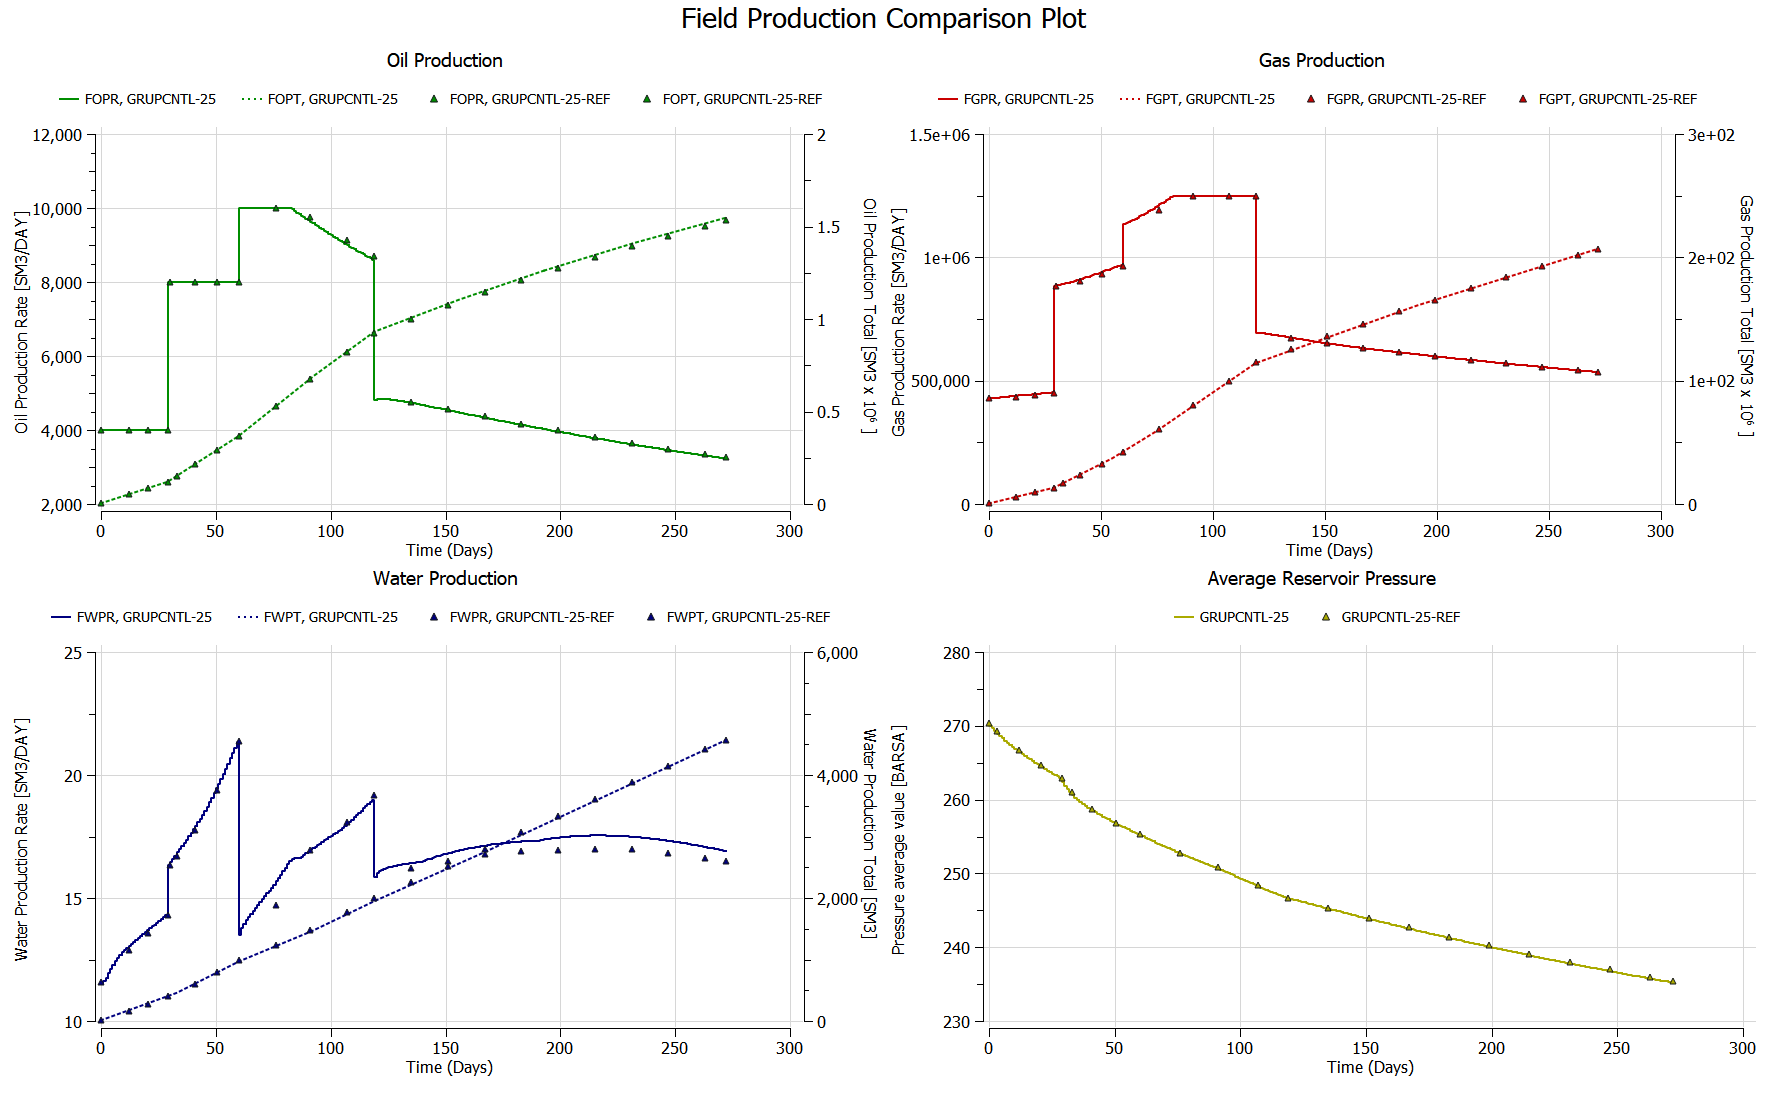 Field Production Comparison Plot
Oil Production
FOPR, GRUPCNTL-25
FOPT, GRUPCNTL-25
FOPR, GRUPCNTL-25-REF
FOPT, GRUPCNTL-25-REF
12,000
10,000
8,000
6,000
4,000
2,000
Oil Production Rate [SM3/DAY]
2
1.5
1
0.5
0
Oil Production Total [SM3 x 10⁶ ]
0 50 100 150 200 250 300
Time (Days)
Gas Production
FGPR, GRUPCNTL-25
FGPT, GRUPCNTL-25
FGPR, GRUPCNTL-25-REF
FGPT, GRUPCNTL-25-REF
1.5e+06
1e+06
500,000
0
Gas Production Rate [SM3/DAY]
3e+02
2e+02
1e+02
0
Gas Production Total [SM3 x 10⁶ ]
0 50 100 150 200 250 300
Time (Days)
Water Production
FWPR, GRUPCNTL-25
FWPT, GRUPCNTL-25
FWPR, GRUPCNTL-25-REF
FWPT, GRUPCNTL-25-REF
25
20
15
10
Water Production Rate [SM3/DAY]
6,000
4,000
2,000
0
Water Production Total [SM3]
0 50 100 150 200 250 300
Time (Days)
Average Reservoir Pressure
GRUPCNTL-25
GRUPCNTL-25-REF
280
270
260
250
240
230
Pressure average value [BARSA]
0 50 100 150 200 250 300
Time (Days)